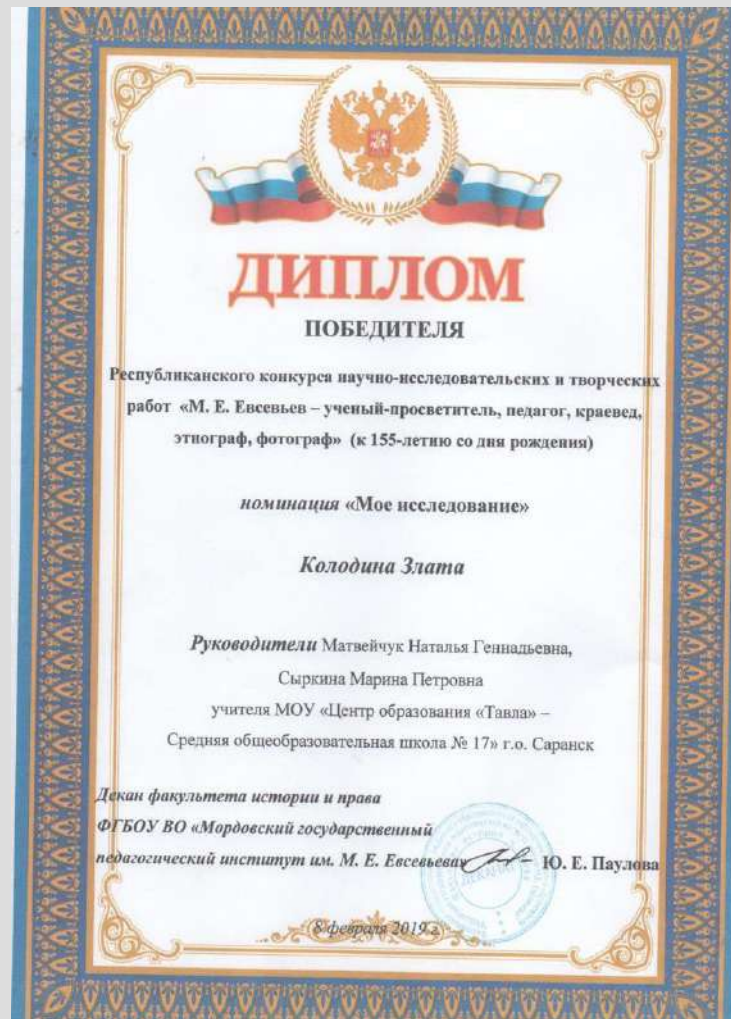 ДИПЛОМ
ПОБЕДИТЕЛЯ
Республиканского конкурса научно-исследовательских и творческих
работ «М. Е. Евсевьев – ученый-просветитель, педагог, краевед,
этнограф, фотограф» (к 155-летию со дня рождения)
номинация «Мое исследование»
Колодина Злата
Руководители Матвейчук Наталья Геннадьевна,
Сыркина Марина Петровна
учителя МОУ «Центр образования «Тавла» –
Средняя общеобразовательная школа № 17» г.о. Саранск
Декан факультета истории и права
ФГБОУ ВО «Мордовский государственный
педагогический институт им. М. Е. Евсевьева» Ю. Е. Паулова
ДЕКАНАТ
8 февраля 2019 г.